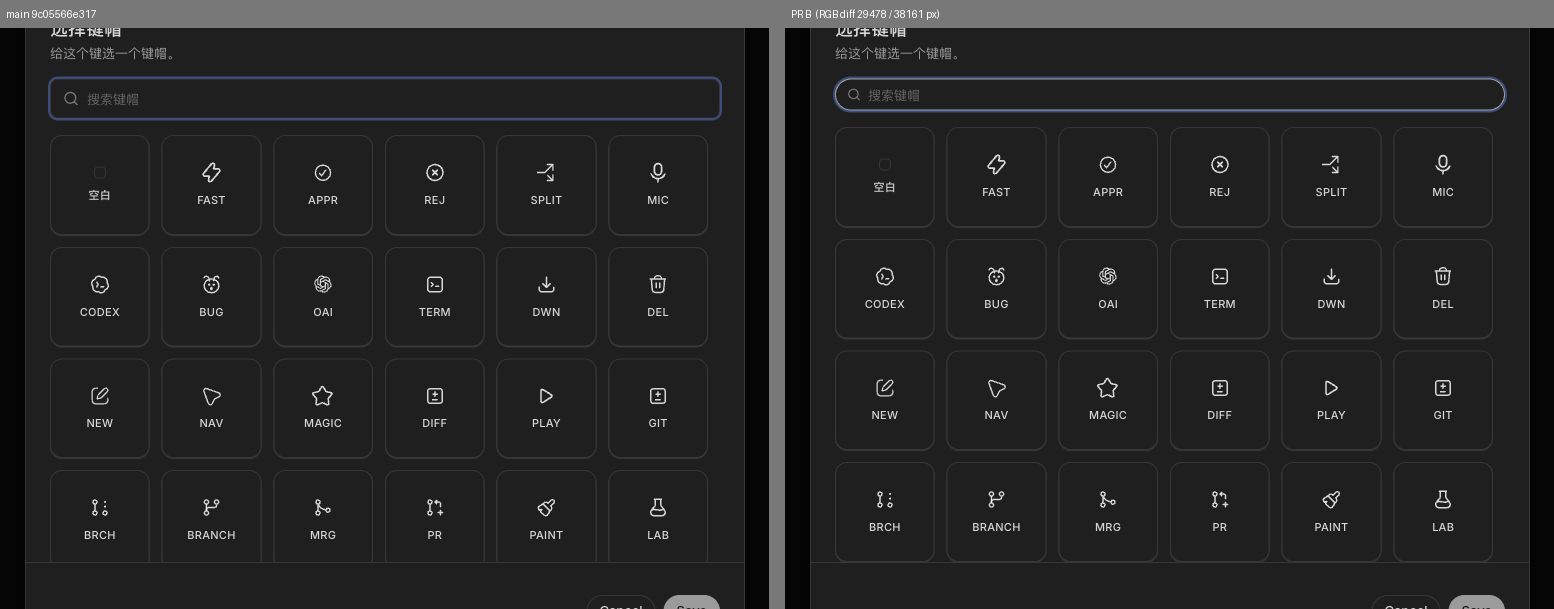 main 9c05566e317
选择键帽
给这个键选一个键帽。
搜索键帽
空白 FAST APPR REJ SPLIT MIC
CODEX BUG OAI TERM DWN DEL
NEW NAV MAGIC DIFF PLAY GIT
BRCH BRANCH MRG PR PAINT LAB
Cancel Save
PR B (RGB diff 29478 / 38161 px)
选择键帽
给这个键选一个键帽。
搜索键帽
空白 FAST APPR REJ SPLIT MIC
CODEX BUG OAI TERM DWN DEL
NEW NAV MAGIC DIFF PLAY GIT
BRCH BRANCH MRG PR PAINT LAB
Cancel Save